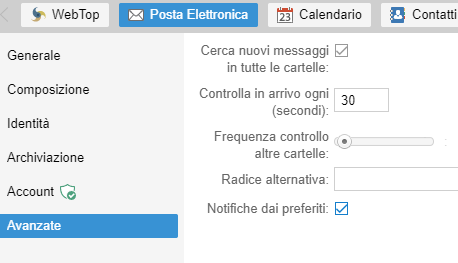 WebTop
Posta Elettronica
23
Calendario
Contatti
Generale
Composizione
Identità
Archiviazione
Account
Avanzate
Cerca nuovi messaggi
in tutte le cartelle:
Controlla in arrivo ogni
(secondi):
30
Frequenza controllo
altre cartelle:
Radice alternativa:
Notifiche dai preferiti: